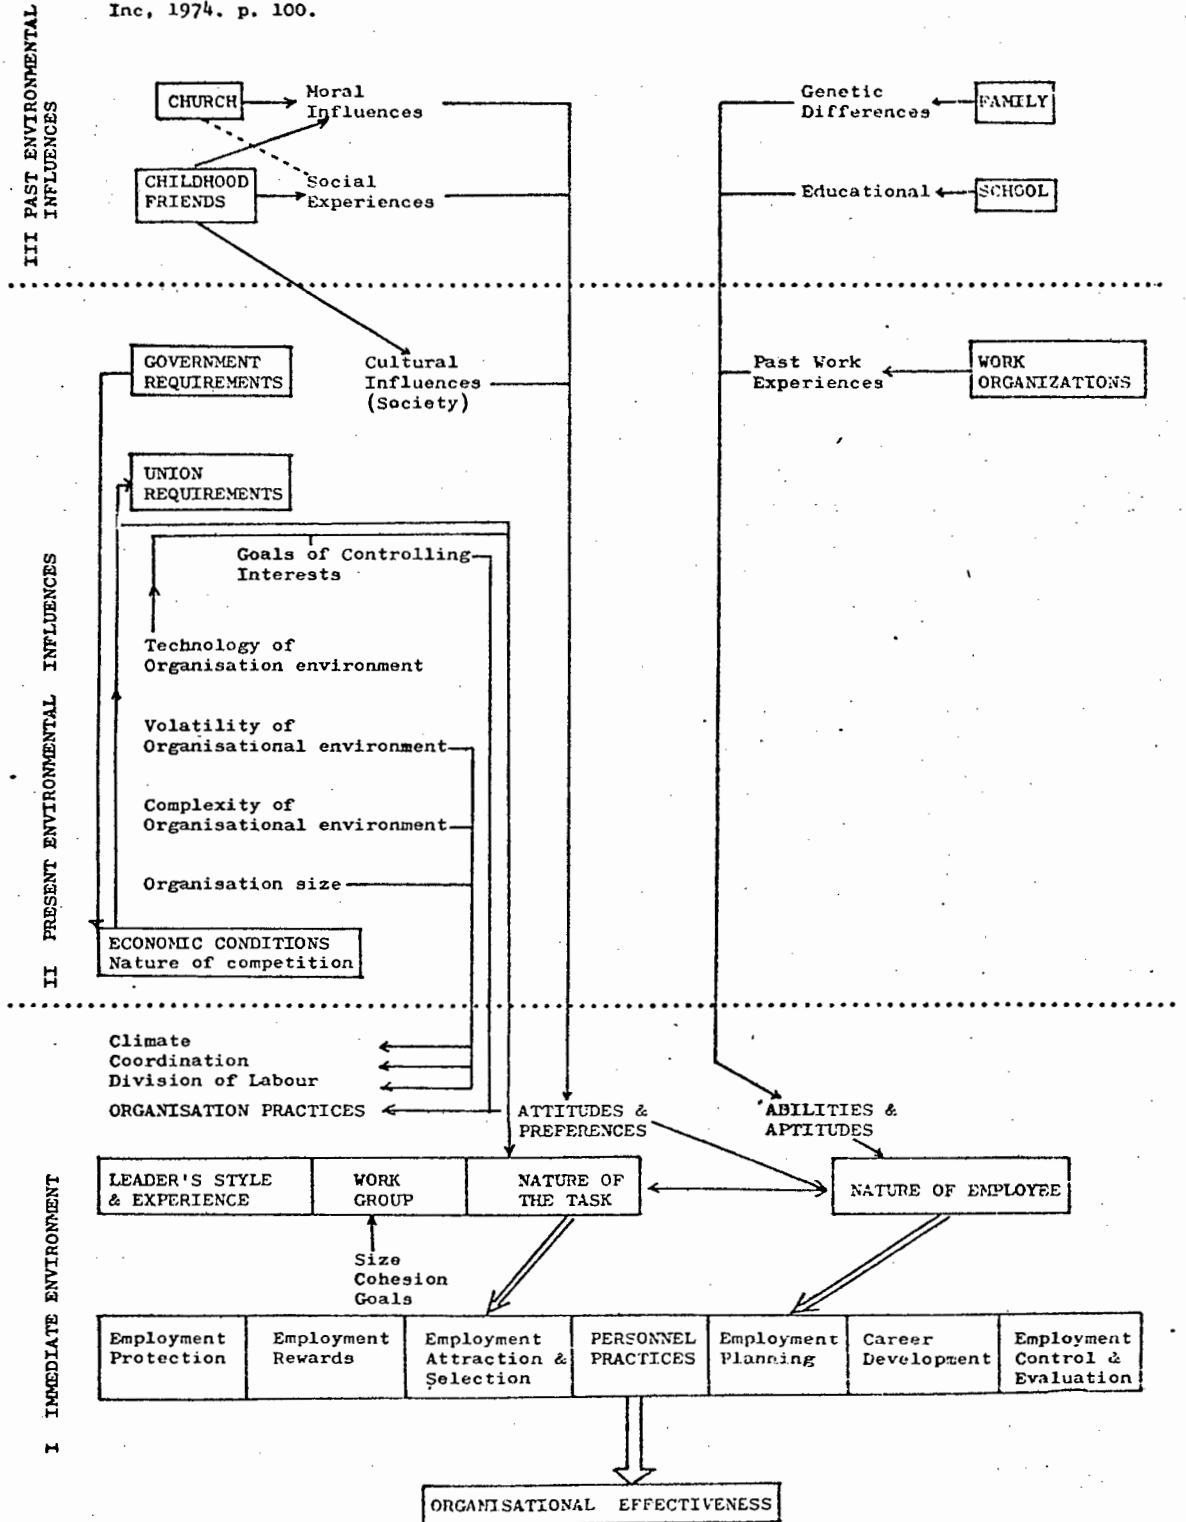 Inc, 1974. p. 100.
III PAST ENVIRONMENTAL
INFLUENCES
CHURCH
Moral
Influences
CHILDHOOD
FRIENDS
Social
Experiences
Genetic
Differences
FAMILY
Educational
SCHOOL
II PRESENT ENVIRONMENTAL INFLUENCES
GOVERNMENT
REQUIREMENTS
Cultural
Influences
(Society)
Past Work
Experiences
WORK
ORGANIZATIONS
UNION
REQUIREMENTS
Goals of Controlling
Interests
Technology of
Organisation environment
Volatility of
Organisational environment
Complexity of
Organisational environment
Organisation size
ECONOMIC CONDITIONS
Nature of competition
I IMMEDIATE ENVIRONMENT
Climate
Coordination
Division of Labour
ORGANISATION PRACTICES
ATTITUDES &
PREFERENCES
ABILITIES &
APTITUDES
LEADER'S STYLE
& EXPERIENCE
WORK
GROUP
NATURE OF
THE TASK
NATURE OF EMPLOYEE
Size
Cohesion
Goals
Employment
Protection
Employment
Rewards
Employment
Attraction &
Selection
PERSONNEL
PRACTICES
Employment
Planning
Career
Development
Employment
Control &
Evaluation
ORGANISATIONAL EFFECTIVENESS